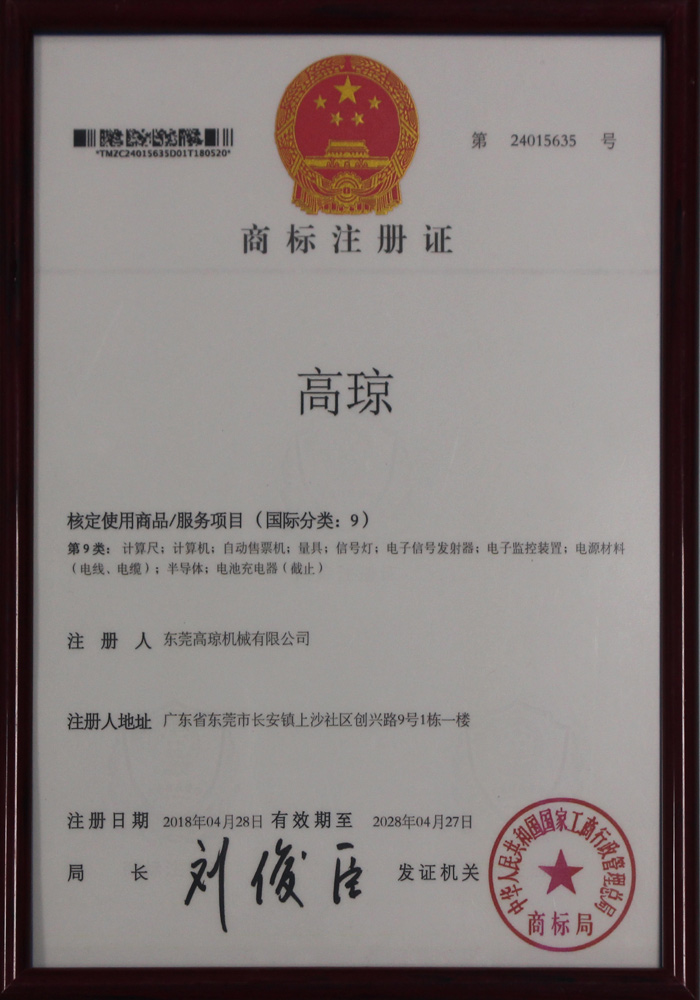 *TMZC24015635D01T180520*
第 24015635 号
商标注册证
高琼
核定使用商品/服务项目（国际分类：9）
第9类：计算尺；计算机；自动售票机；量具；信号灯；电子信号发射器；电子监控装置；电源材料
（电线、电缆）；半导体；电池充电器（截止）
注册人 东莞高琼机械有限公司
注册人地址 广东省东莞市长安镇上沙社区创兴路9号1栋一楼
注册日期 2018年04月28日 有效期至 2028年04月27日
局长 刘俊臣 发证机关
中华人民共和国国家工商行政管理总局
商标局